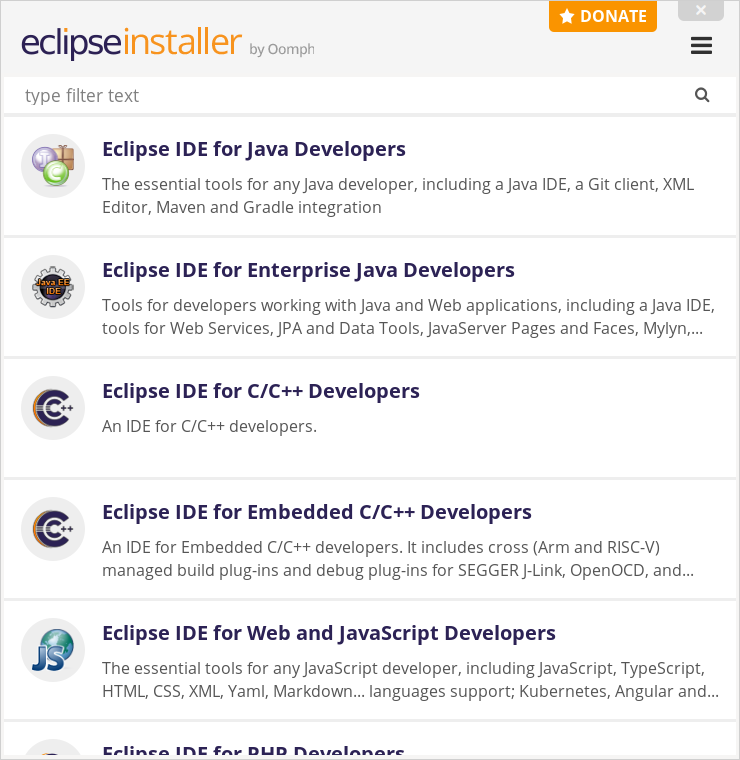 DONATE
eclipseinstaller by Oomph
type filter text
Eclipse IDE for Java Developers
The essential tools for any Java developer, including a Java IDE, a Git client, XML
Editor, Maven and Gradle integration
Java EE
IDE
Eclipse IDE for Enterprise Java Developers
Tools for developers working with Java and Web applications, including a Java IDE,
tools for Web Services, JPA and Data Tools, JavaServer Pages and Faces, Mylyn,...
C++
Eclipse IDE for C/C++ Developers
An IDE for C/C++ developers.
C++
Eclipse IDE for Embedded C/C++ Developers
An IDE for Embedded C/C++ developers. It includes cross (Arm and RISC-V)
managed build plug-ins and debug plug-ins for SEGGER J-Link, OpenOCD, and...
JS
Eclipse IDE for Web and JavaScript Developers
The essential tools for any JavaScript developer, including JavaScript, TypeScript,
HTML, CSS, XML, Yaml, Markdown... languages support; Kubernetes, Angular and...
Eclipse IDE for PHP Developers